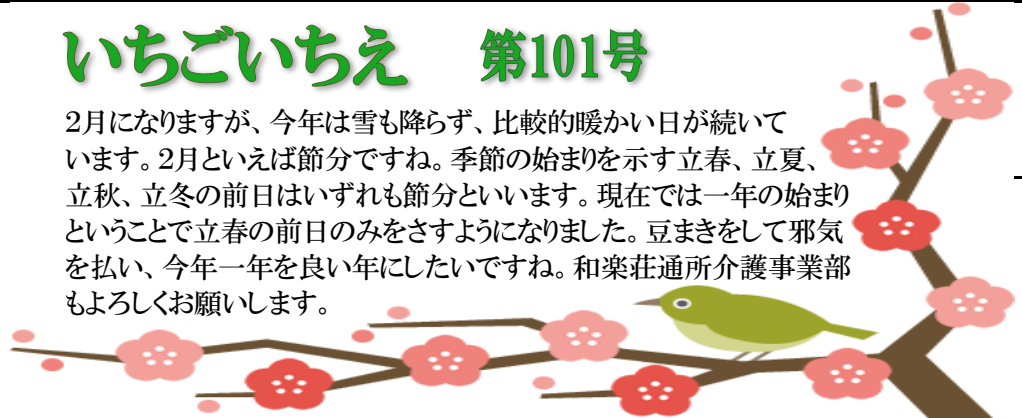 いちごいちえ　第101号
２月になりますが、今年は雪も降らず、比較的暖かい日が続いて
います。２月といえば節分ですね。季節の始まりを示す立春、立夏、
立秋、立冬の前日はいずれも節分といいます。現在では一年の始まり
ということで立春の前日のみをさすようになりました。豆まきをして邪気
を払い、今年一年を良い年にしたいですね。和楽荘通所介護事業部
もよろしくお願いします。